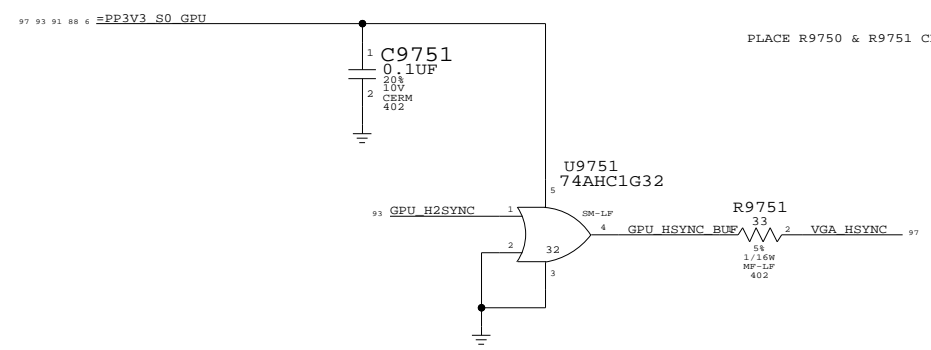 97 93 91 88 6 =PP3V3_S0_GPU
PLACE R9750 & R9751 C
1 C9751
0.1UF
20%
10V
2 CERM
402
U9751
74AHC1G32
5
93 GPU_H2SYNC 1
SM-LF
4 GPU_HSYNC_BUF
R9751
33
2 VGA_HSYNC 97
5%
1/16W
MF-LF
402
2
32
3